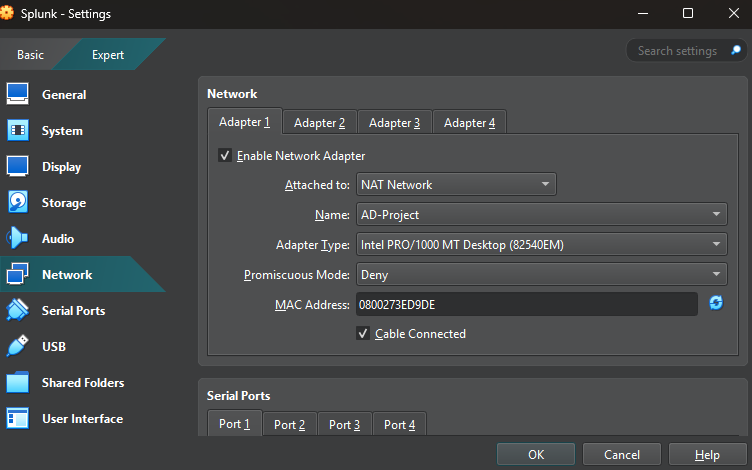 Splunk - Settings
Basic Expert Search settings
General
System
Display
Storage
Audio
Network
Serial Ports
USB
Shared Folders
User Interface
Network
Adapter 1 Adapter 2 Adapter 3 Adapter 4
Enable Network Adapter
Attached to: NAT Network
Name: AD-Project
Adapter Type: Intel PRO/1000 MT Desktop (82540EM)
Promiscuous Mode: Deny
MAC Address: 0800273ED9DE
Cable Connected
Serial Ports
Port 1 Port 2 Port 3 Port 4
OK Cancel Help